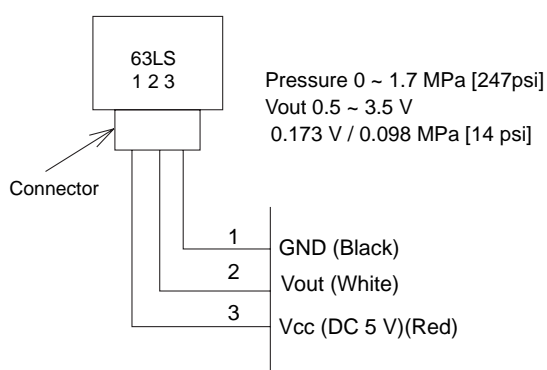 63LS
1 2 3
Pressure 0 ~ 1.7 MPa [247psi]
Vout 0.5 ~ 3.5 V
0.173 V / 0.098 MPa [14 psi]
Connector
1
GND (Black)
2
Vout (White)
3
Vcc (DC 5 V)(Red)